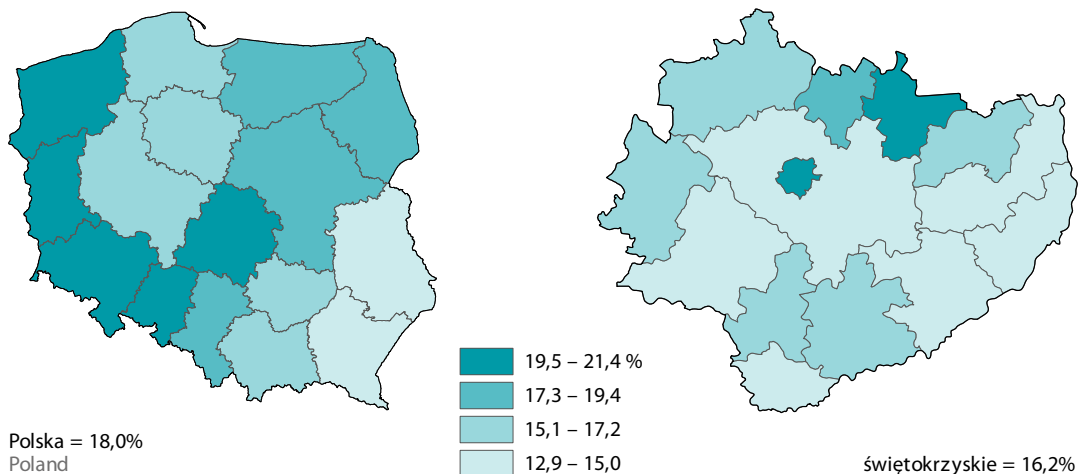 19,5 – 21,4 %
17,3 – 19,4
15,1 – 17,2
12,9 – 15,0
Polska = 18,0%
Poland
świętokrzyskie = 16,2%